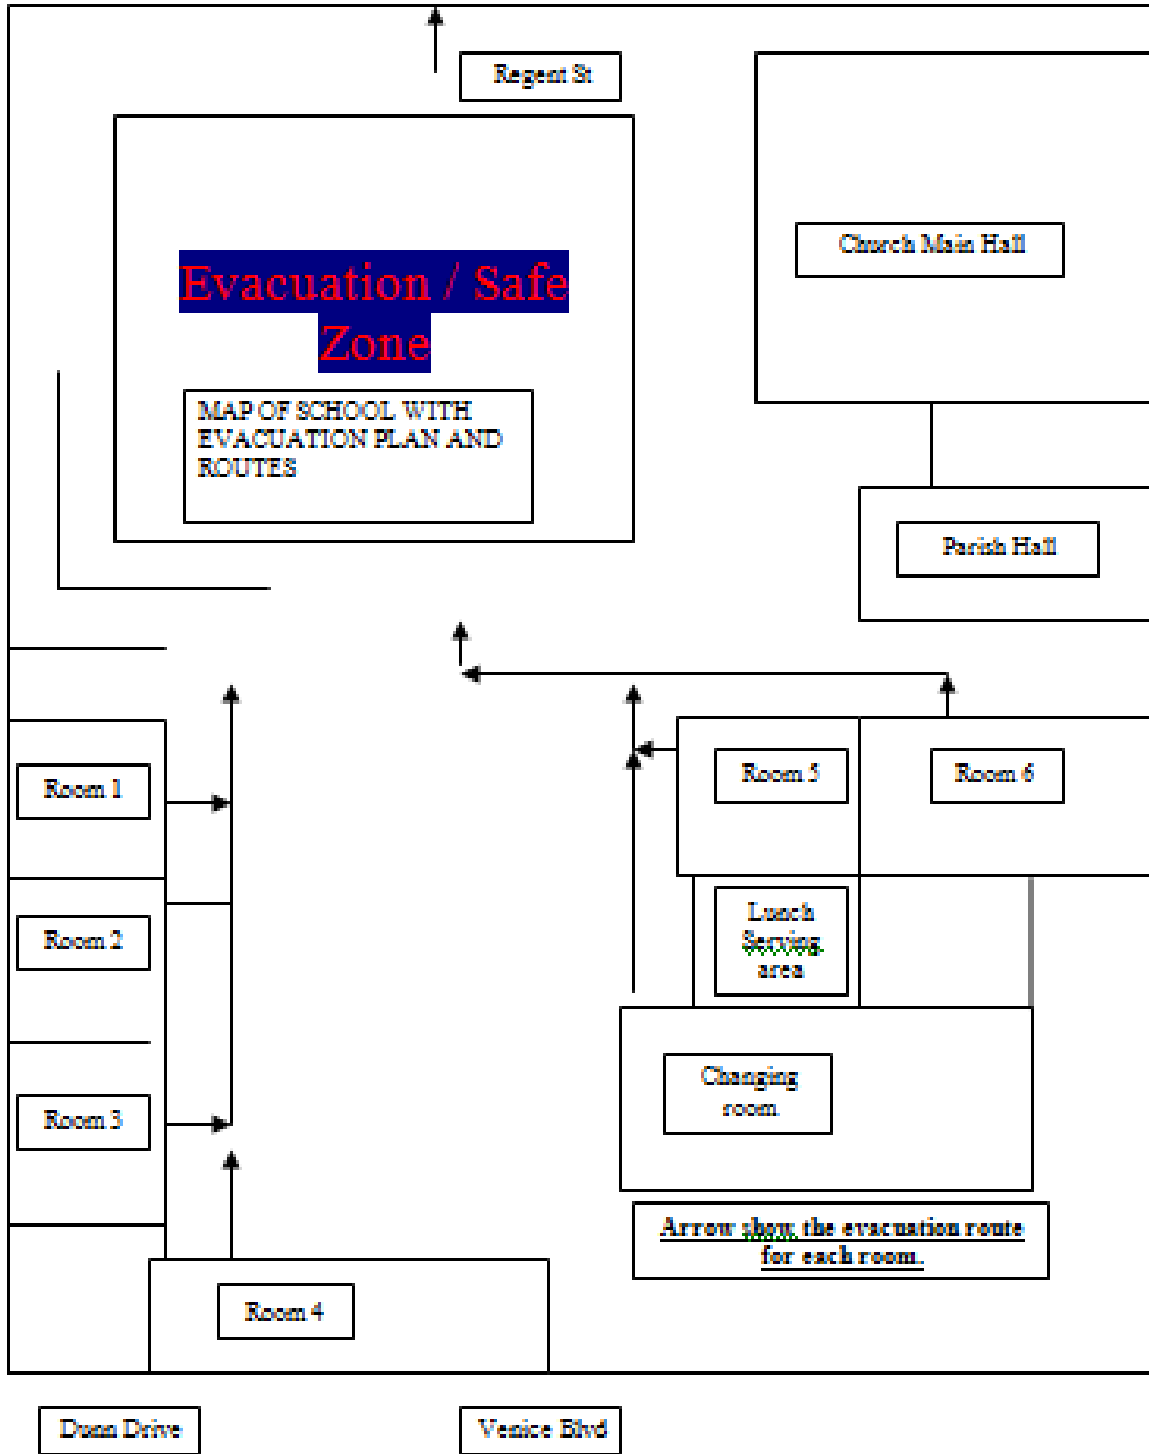 Regent St
Church Main Hall
Evacuation / Safe
Zone
MAP OF SCHOOL WITH
EVACUATION PLAN AND
ROUTES
Parish Hall
Room 1
Room 5
Room 6
Room 2
Lunch
Serving
area
Room 3
Changing
room
Arrow show the evacuation route
for each room.
Room 4
Dunn Drive
Venice Blvd